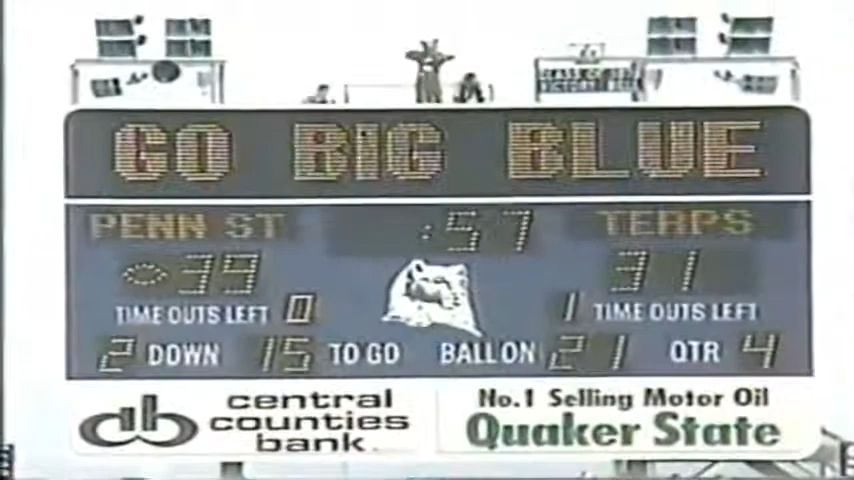 GO BIG BLUE
PENN ST :57 TERPS
39 31
TIME OUTS LEFT 0 1 TIME OUTS LEFT
2 DOWN 15 TO GO BALL ON 21 QTR 4
central
counties
bank
No.1 Selling Motor Oil
Quaker State